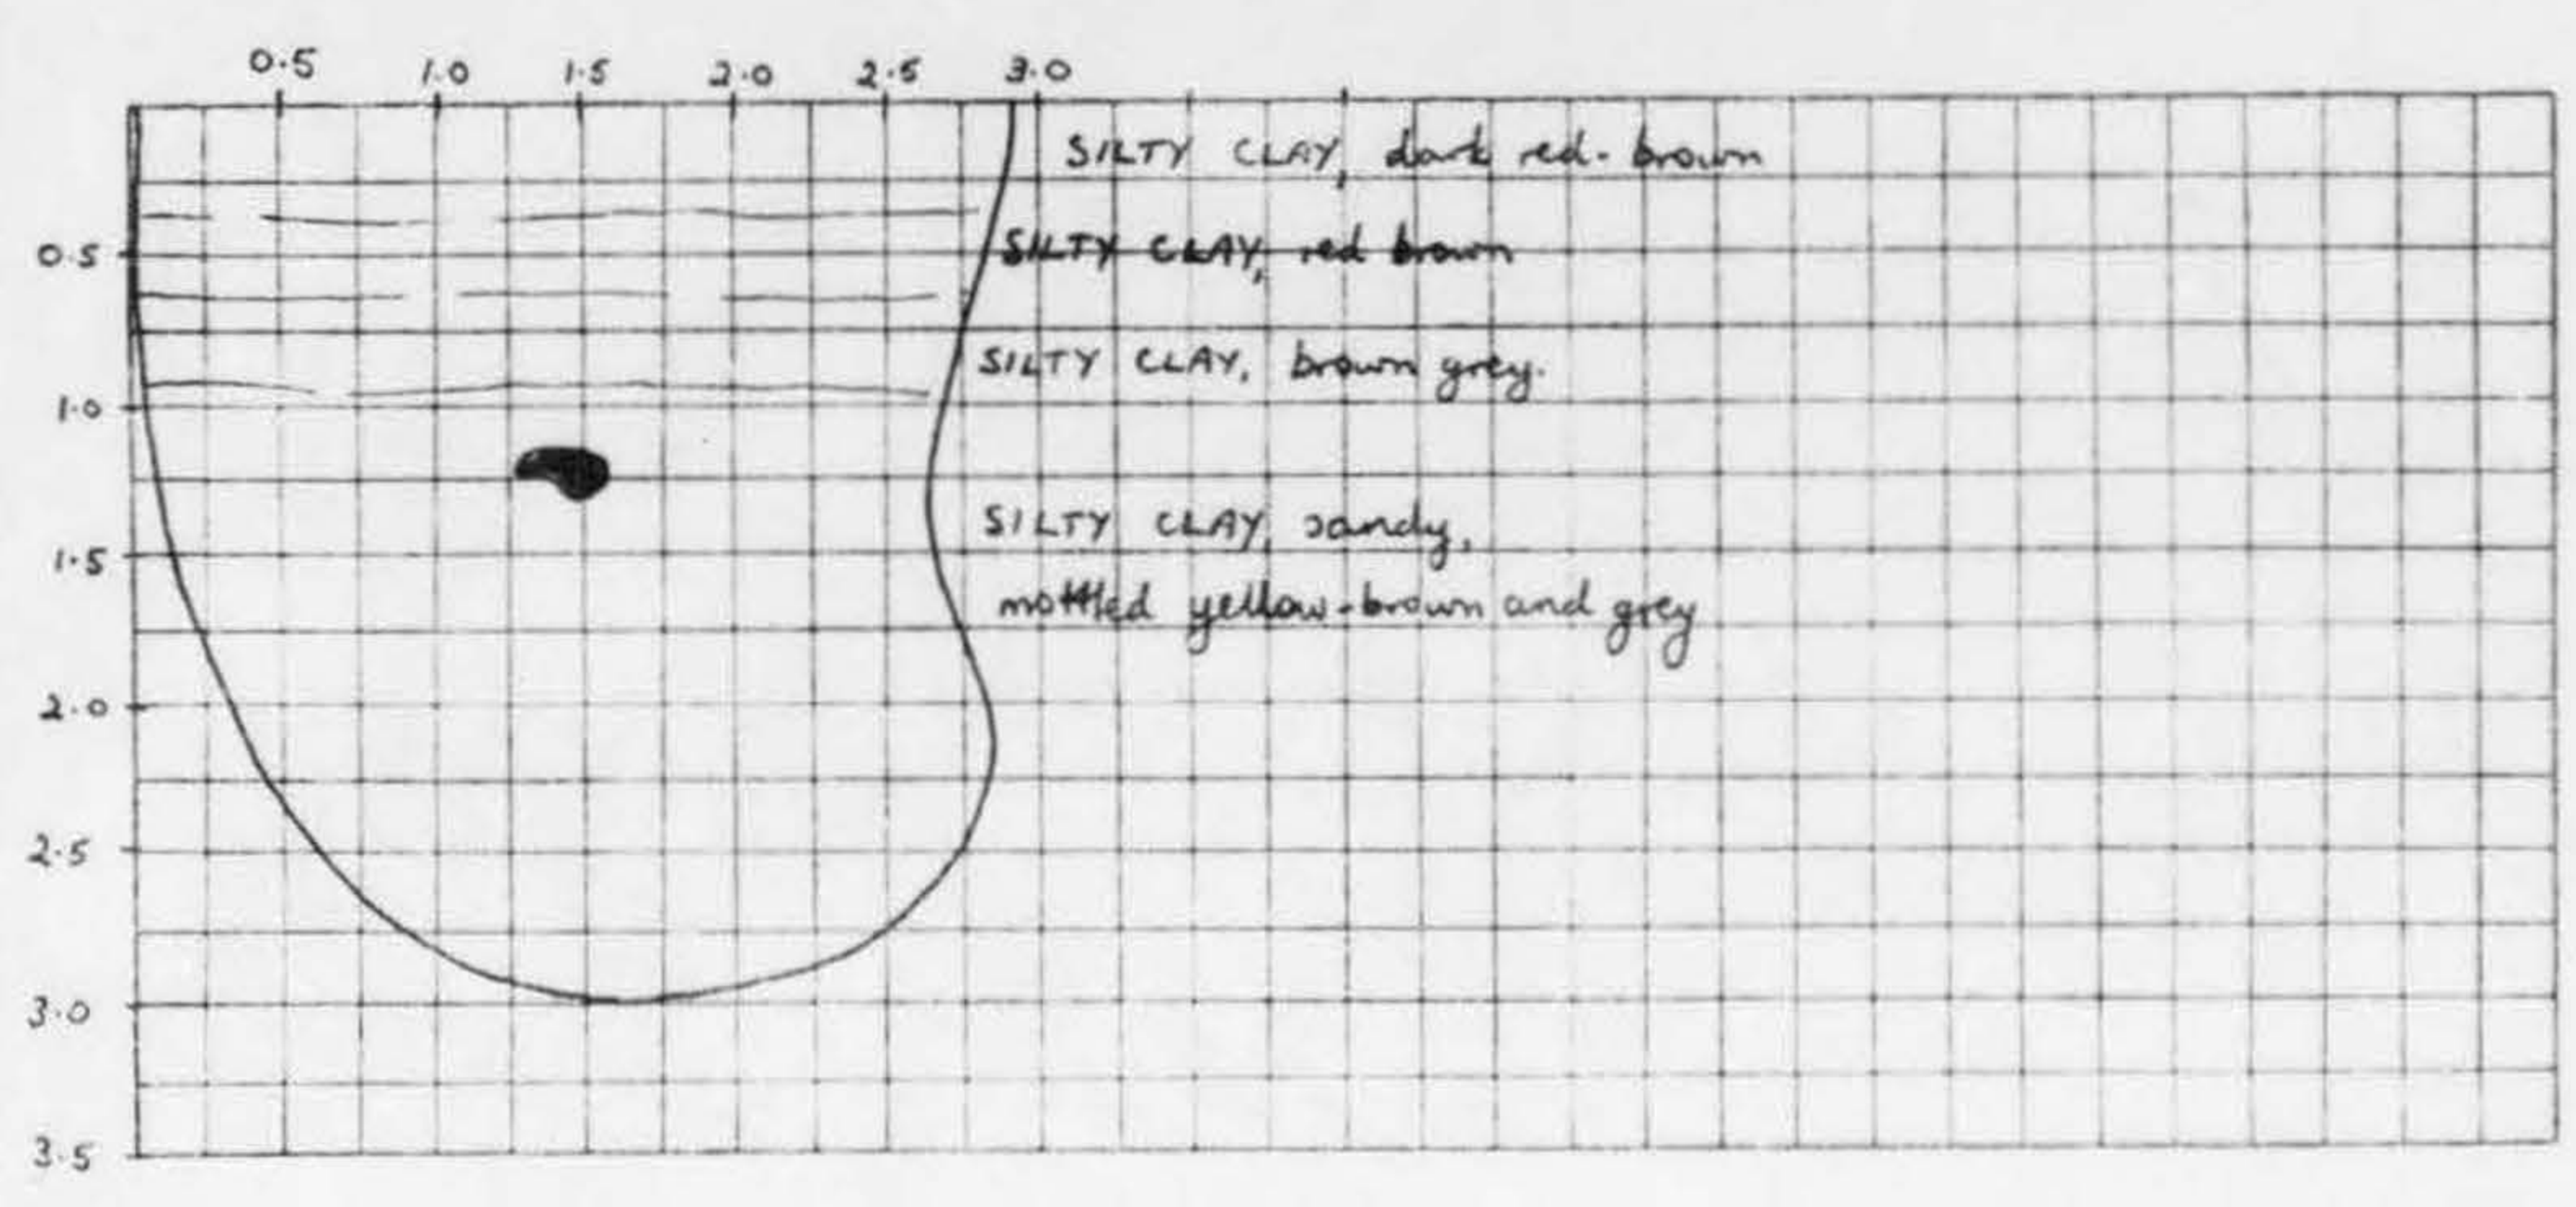 0.5 1.0 1.5 2.0 2.5 3.0
SILTY CLAY, dark red-brown
0.5 SILTY CLAY, red brown
SILTY CLAY, brown grey.
1.0
SILTY CLAY, sandy,
1.5
mottled yellow-brown and grey
2.0
2.5
3.0
3.5